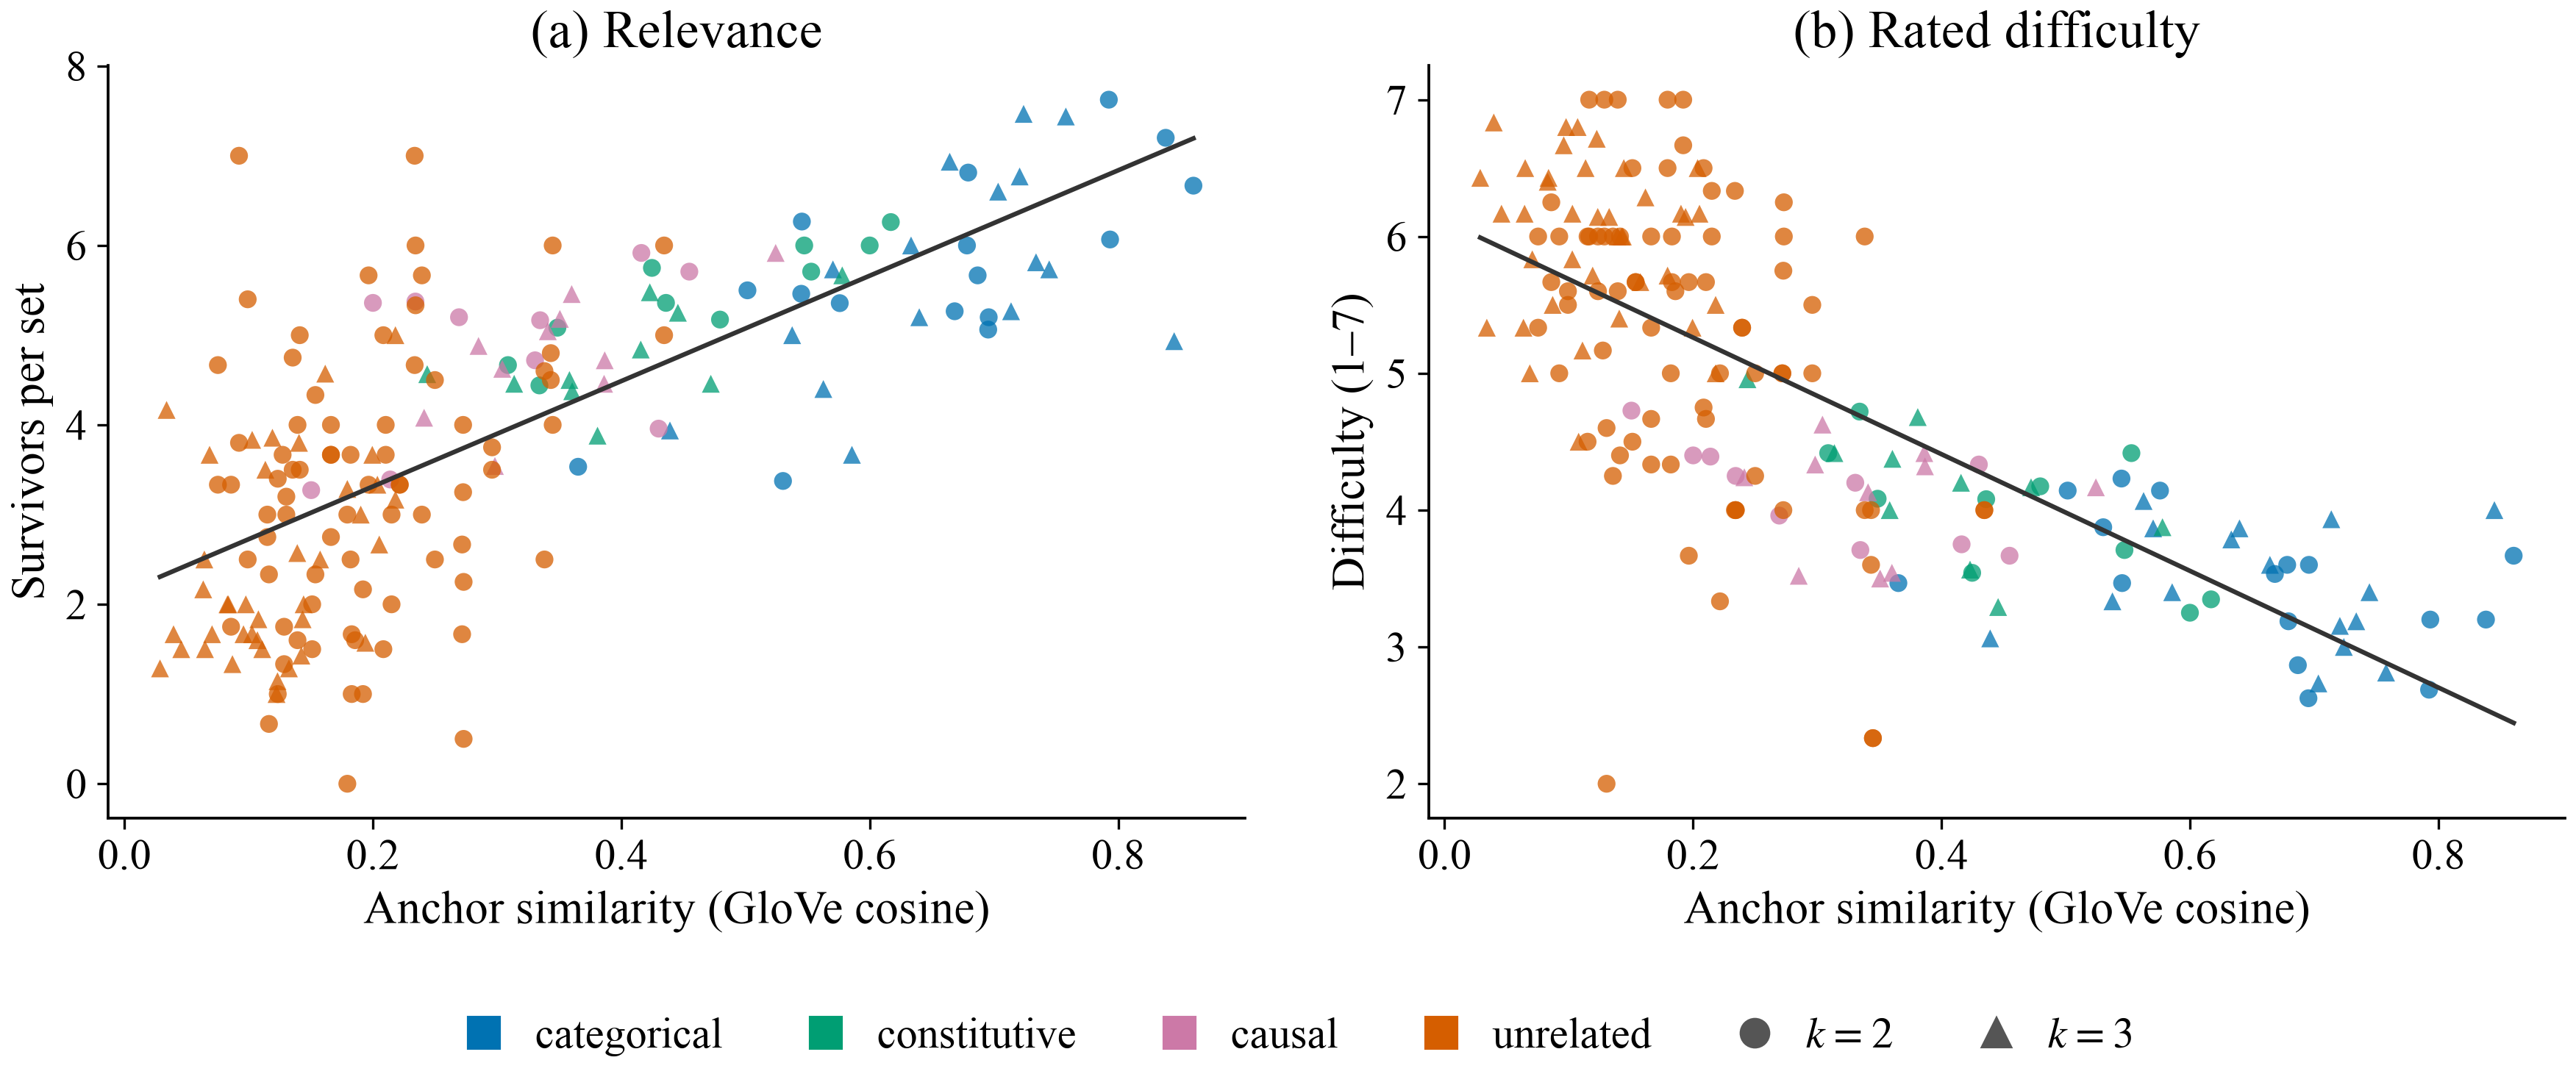 (a) Relevance
8
6
4
2
0
Survivors per set
0.0 0.2 0.4 0.6 0.8
Anchor similarity (GloVe cosine)
(b) Rated difficulty
7
6
5
4
3
2
Difficulty (1–7)
0.0 0.2 0.4 0.6 0.8
Anchor similarity (GloVe cosine)
categorical constitutive causal unrelated k = 2 k = 3